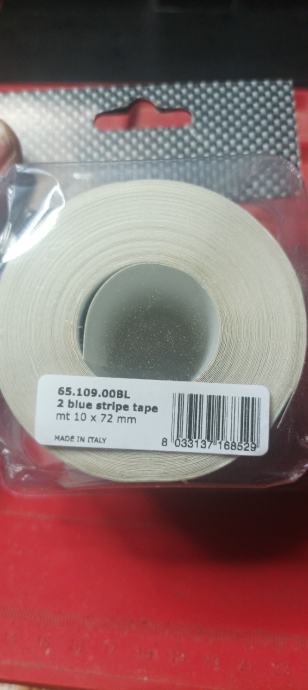 65.109.00BL
2 blue stripe tape
mt 10 x 72 mm
MADE IN ITALY
8 033137 168529